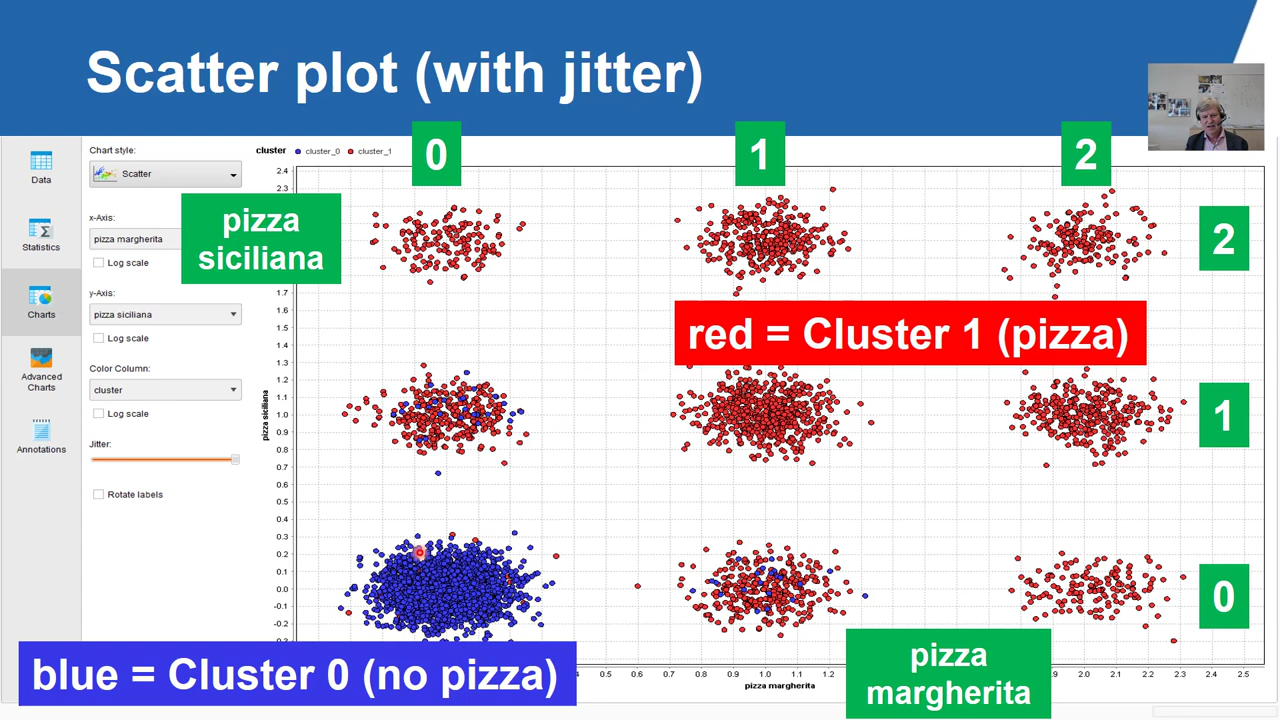 Scatter plot (with jitter)
Data
Statistics
Charts
Advanced
Charts
Annotations
Chart style:
Scatter
x-Axis:
pizza margherita
Log scale
y-Axis:
pizza siciliana
Log scale
Color Column:
cluster
Log scale
Jitter:
Rotate labels
cluster
cluster_0
cluster_1
0
1
2
pizza
siciliana
2
1
0
red = Cluster 1 (pizza)
blue = Cluster 0 (no pizza)
pizza
margherita
pizza siciliana
2.4
2.3
1.7
1.6
1.5
1.4
1.3
1.2
1.1
1.0
0.9
0.8
0.7
0.6
0.5
0.4
0.3
0.2
0.1
0.0
-0.1
-0.2
0.4
0.5
0.6
0.7
0.8
0.9
1.0
1.1
1.2
2.0
2.1
2.2
2.3
2.4
2.5
pizza margherita